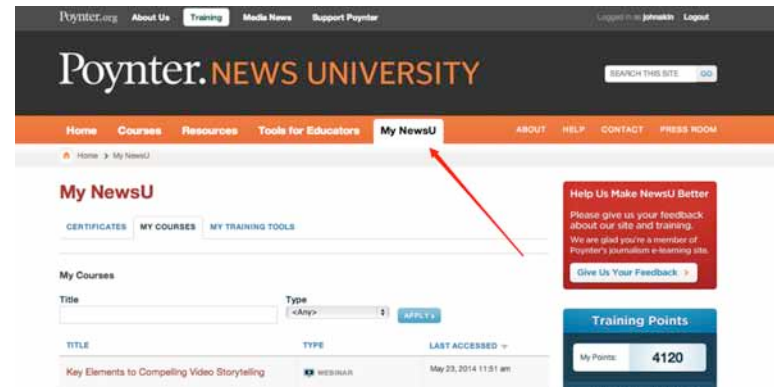 Poynter.org About Us Training Media News Support Poynter Logged in as johnskin Logout
Poynter. NEWS UNIVERSITY
SEARCH THIS SITE GO
Home Courses Resources Tools for Educators My NewsU ABOUT HELP CONTACT PRESS ROOM
Home > My NewsU
My NewsU
CERTIFICATES MY COURSES MY TRAINING TOOLS
My Courses
Title Type
<Any> APPLY >
TITLE TYPE LAST ACCESSED
Key Elements to Compelling Video Storytelling WEBINAR May 23, 2014 11:51 am
Help Us Make NewsU Better
Please give us your feedback
about our site and training.
We are glad you're a member of
Poynter's journalism e-learning site.
Give Us Your Feedback >
Training Points
My Points: 4120